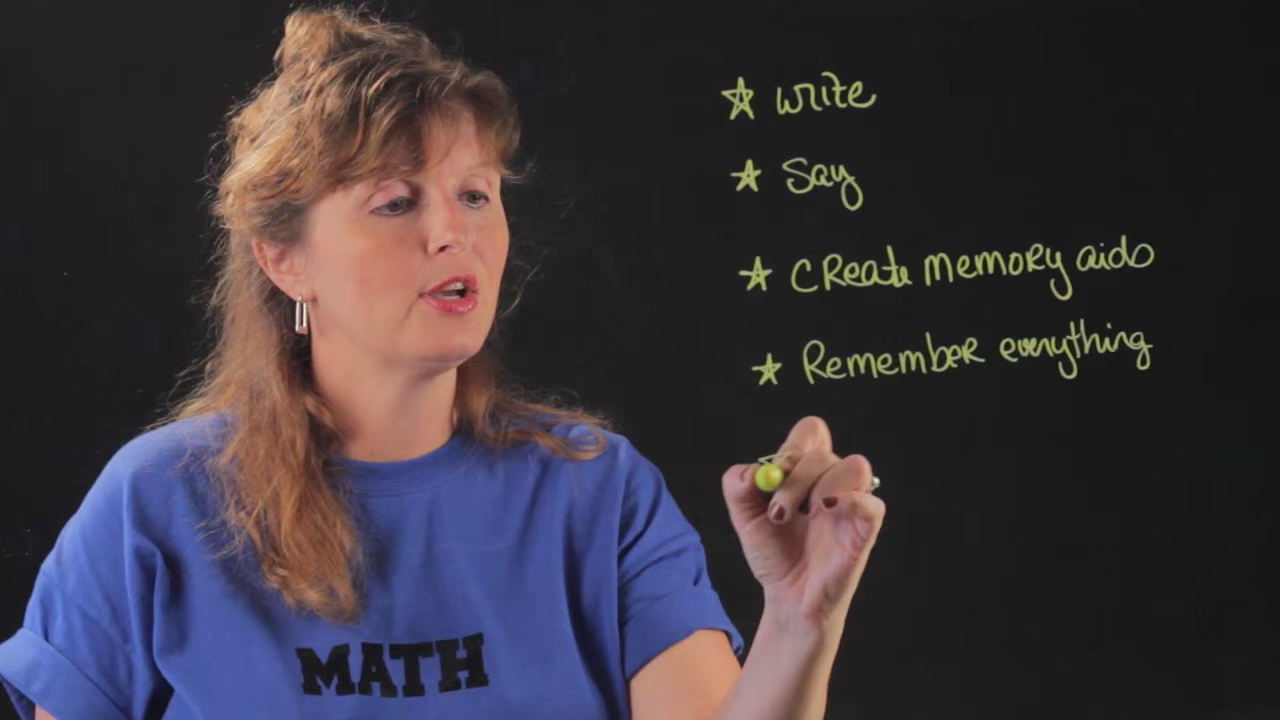 ☆ write
☆ Say
☆ CReate memoRy aids
☆ RemembeR everything
MATH